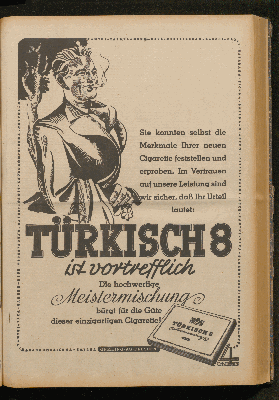 Sie konnten selbst die
Merkmale Ihrer neuen
Cigarette feststellen und
erproben. Im Vertrauen
auf unsere Leistung sind
wir sicher, daß Ihr Urteil
lautet:
TÜRKISCH 8
ist vortrefflich
Die hochwertige
Meistermischung
bürgt für die Güte
dieser einzigartigen Cigarette!
TÜRKISCH 8